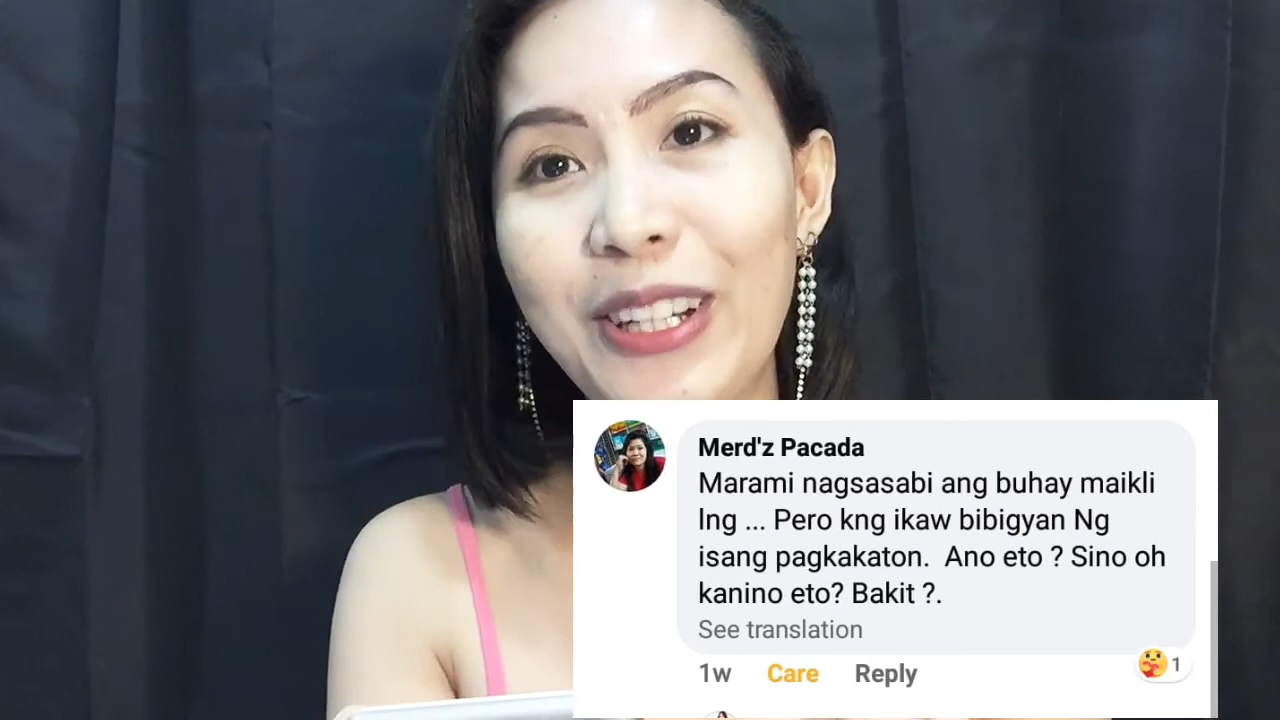 Merd'z Pacada
Marami nagsasabi ang buhay maikli
lng ... Pero kng ikaw bibigyan Ng
isang pagkakaton.  Ano eto ? Sino oh
kanino eto? Bakit ?.
See translation
1w Care Reply 1